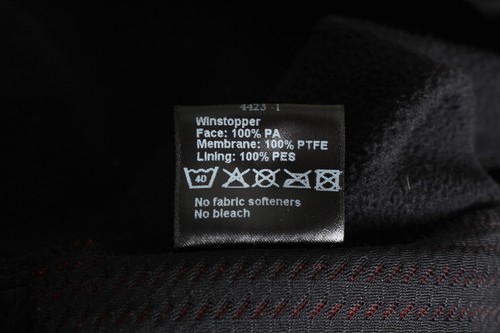 4423 -1
Winstopper
Face: 100% PA
Membrane: 100% PTFE
Lining: 100% PES
40
No fabric softeners
No bleach